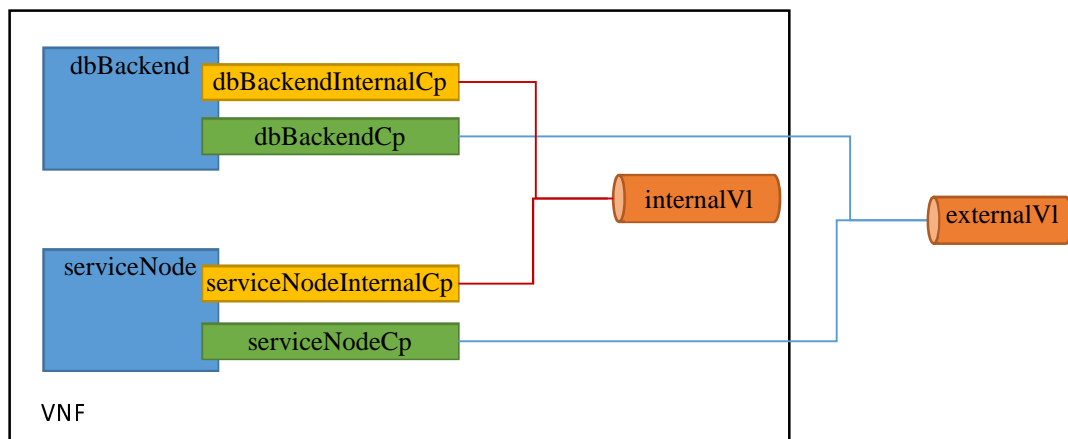 dbBackend
dbBackendInternalCp
dbBackendCp
internalVl
externalVl
serviceNode
serviceNodeInternalCp
serviceNodeCp
VNF